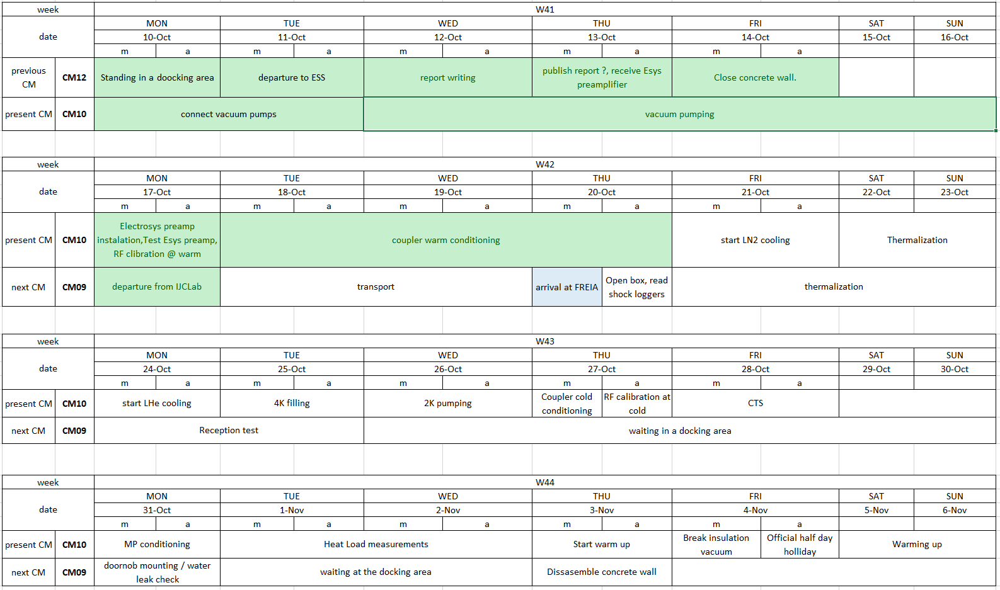 week W41
date MON TUE WED THU FRI SAT SUN
10-Oct 11-Oct 12-Oct 13-Oct 14-Oct 15-Oct 16-Oct
m a m a m a m a m a
previous CM CM12 Standing in a doocking area departure to ESS report writing publish report ?, receive Esys preamplifier Close concrete wall.
present CM CM10 connect vacuum pumps vacuum pumping
week W42
date MON TUE WED THU FRI SAT SUN
17-Oct 18-Oct 19-Oct 20-Oct 21-Oct 22-Oct 23-Oct
m a m a m a m a m a
present CM CM10 Electrosys preamp instalation,Test Esys preamp, RF clibration @ warm coupler warm conditioning start LN2 cooling Thermalization
next CM CM09 departure from IJCLab transport arrival at FREIA Open box, read shock loggers thermalization
week W43
date MON TUE WED THU FRI SAT SUN
24-Oct 25-Oct 26-Oct 27-Oct 28-Oct 29-Oct 30-Oct
m a m a m a m a m a
present CM CM10 start LHe cooling 4K filling 2K pumping Coupler cold conditioning RF calibration at cold CTS
next CM CM09 Reception test waiting in a docking area
week W44
date MON TUE WED THU FRI SAT SUN
31-Oct 1-Nov 2-Nov 3-Nov 4-Nov 5-Nov 6-Nov
m a m a m a m a m a
present CM CM10 MP conditioning Heat Load measurements Start warm up Break insulation vacuum Official half day holliday Warming up
next CM CM09 doornob mounting / water leak check waiting at the docking area Dissasemble concrete wall